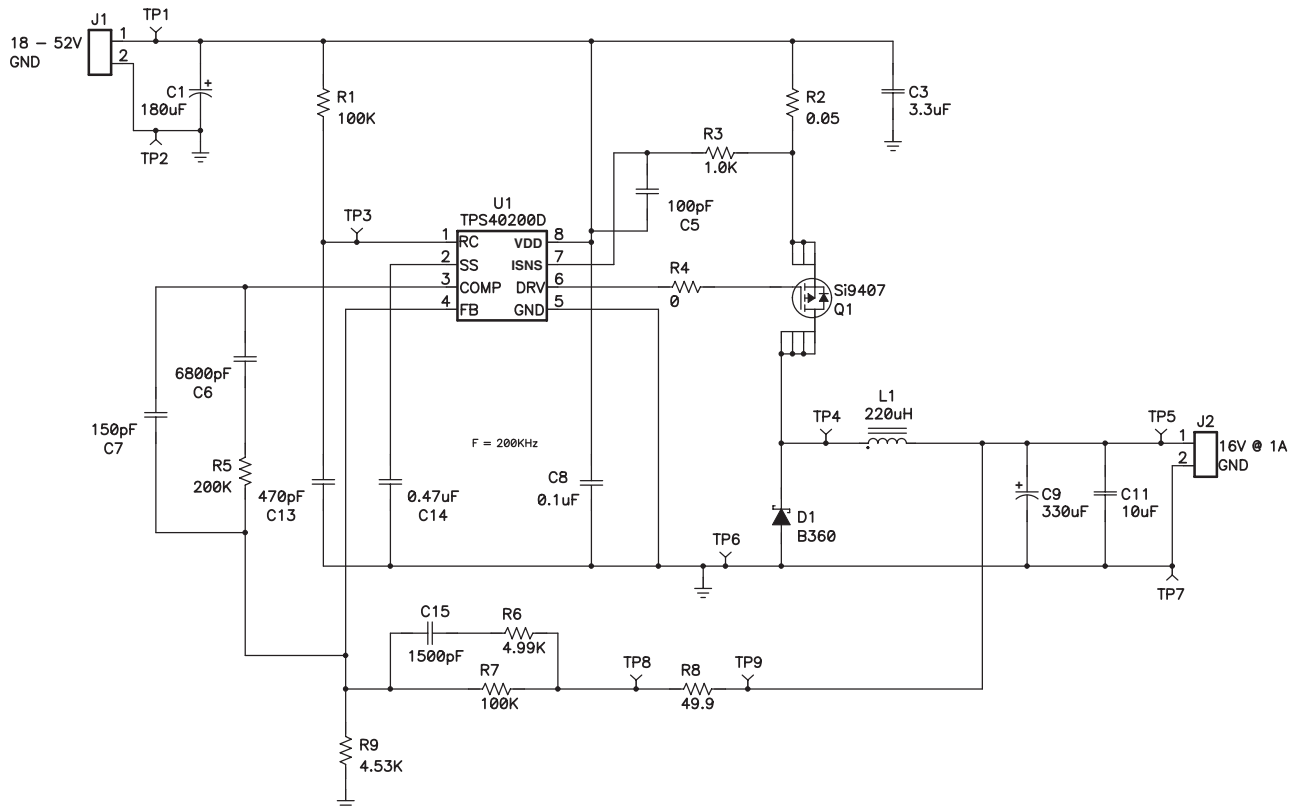 J1
TP1
18 – 52V
GND
1
2
C1
180uF
+
TP2
R1
100K
R2
0.05
C3
3.3uF
R3
1.0K
100pF
C5
U1
TPS40200D
TP3
1 RC VDD 8
2 SS ISNS 7
3 COMP DRV 6
4 FB GND 5
R4
0
Si9407
Q1
6800pF
C6
150pF
C7
R5
200K
470pF
C13
0.47uF
C14
F = 200KHz
C8
0.1uF
L1
220uH
TP4
TP5
J2
1
2
16V @ 1A
GND
D1
B360
+
C9
330uF
C11
10uF
TP6
TP7
C15
1500pF
R6
4.99K
R7
100K
TP8
R8
49.9
TP9
R9
4.53K